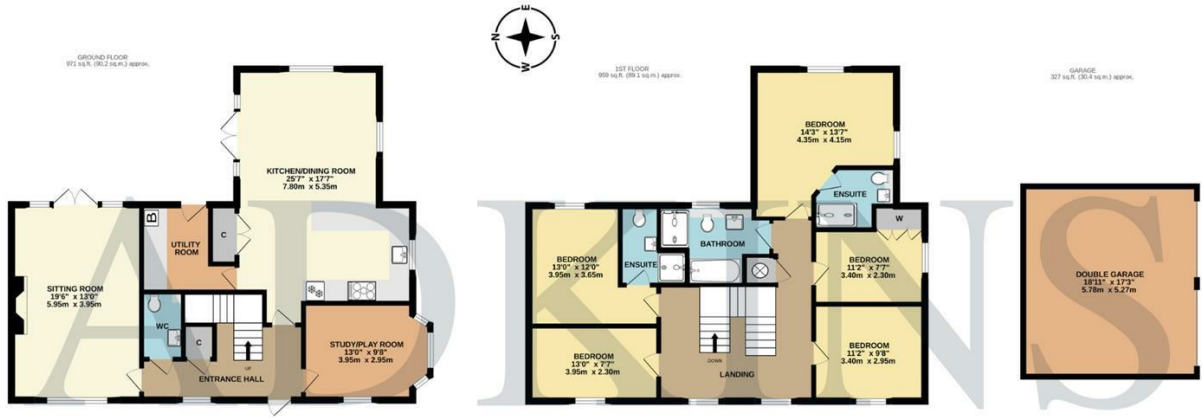 GROUND FLOOR
971 sq.ft. (90.2 sq.m.) approx.
KITCHEN/DINING ROOM
25'7" x 17'7"
7.80m x 5.35m
B
UTILITY
ROOM
C
SITTING ROOM
19'6" x 13'0"
5.95m x 3.95m
WC
C
UP
STUDY/PLAY ROOM
13'0" x 9'8"
3.95m x 2.95m
ENTRANCE HALL
N
E
S
W
1ST FLOOR
959 sq.ft. (89.1 sq.m.) approx.
BEDROOM
14'3" x 13'7"
4.35m x 4.15m
ENSUITE
W
BATHROOM
BEDROOM
13'0" x 12'0"
3.95m x 3.65m
ENSUITE
BEDROOM
11'2" x 7'7"
3.40m x 2.30m
BEDROOM
13'0" x 7'7"
3.95m x 2.30m
DOWN
LANDING
BEDROOM
11'2" x 9'8"
3.40m x 2.95m
GARAGE
327 sq.ft. (30.4 sq.m.) approx.
DOUBLE GARAGE
18'11" x 17'3"
5.78m x 5.27m
ADKINS